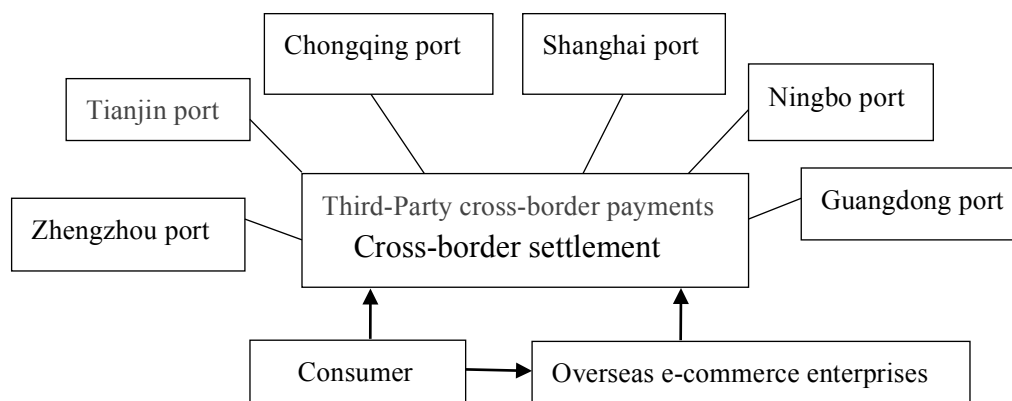 Chongqing port
Shanghai port
Tianjin port
Ningbo port
Zhengzhou port
Third-Party cross-border payments
Cross-border settlement
Guangdong port
Consumer
Overseas e-commerce enterprises